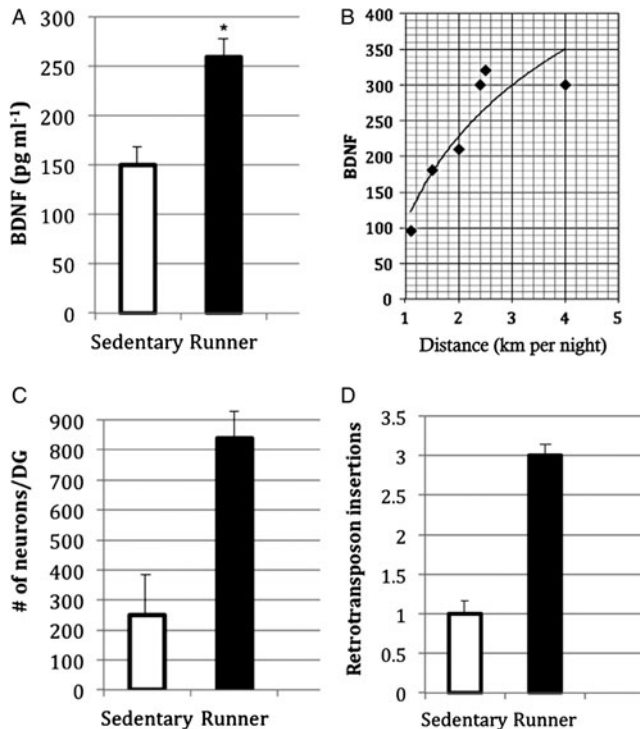 A
BDNF (pg ml-1)
300
250
200
150
100
50
0
*
Sedentary Runner
B
BDNF
400
350
300
250
200
150
100
50
0
1 2 3 4 5
Distance (km per night)
C
# of neurons/DG
900
800
700
600
500
400
300
200
100
0
Sedentary Runner
D
Retrotransposon insertions
3.5
3
2.5
2
1.5
1
0.5
0
Sedentary Runner